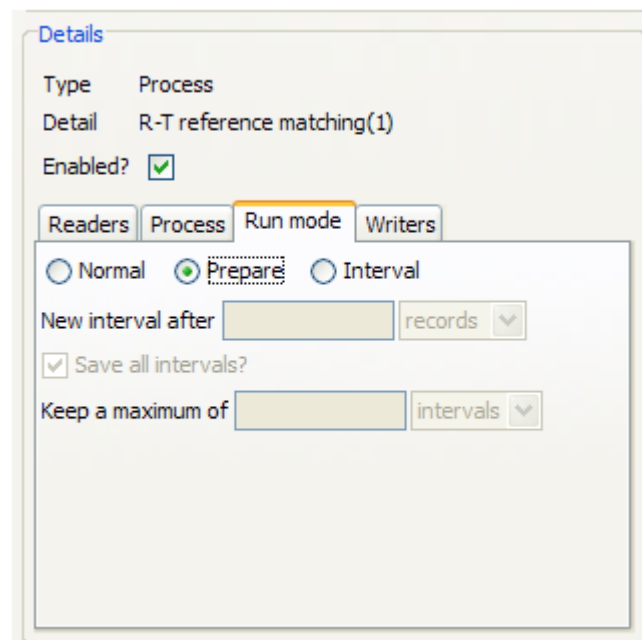 Details
Type Process
Detail R-T reference matching(1)
Enabled?
Readers Process Run mode Writers
Normal Prepare Interval
New interval after records
Save all intervals?
Keep a maximum of intervals